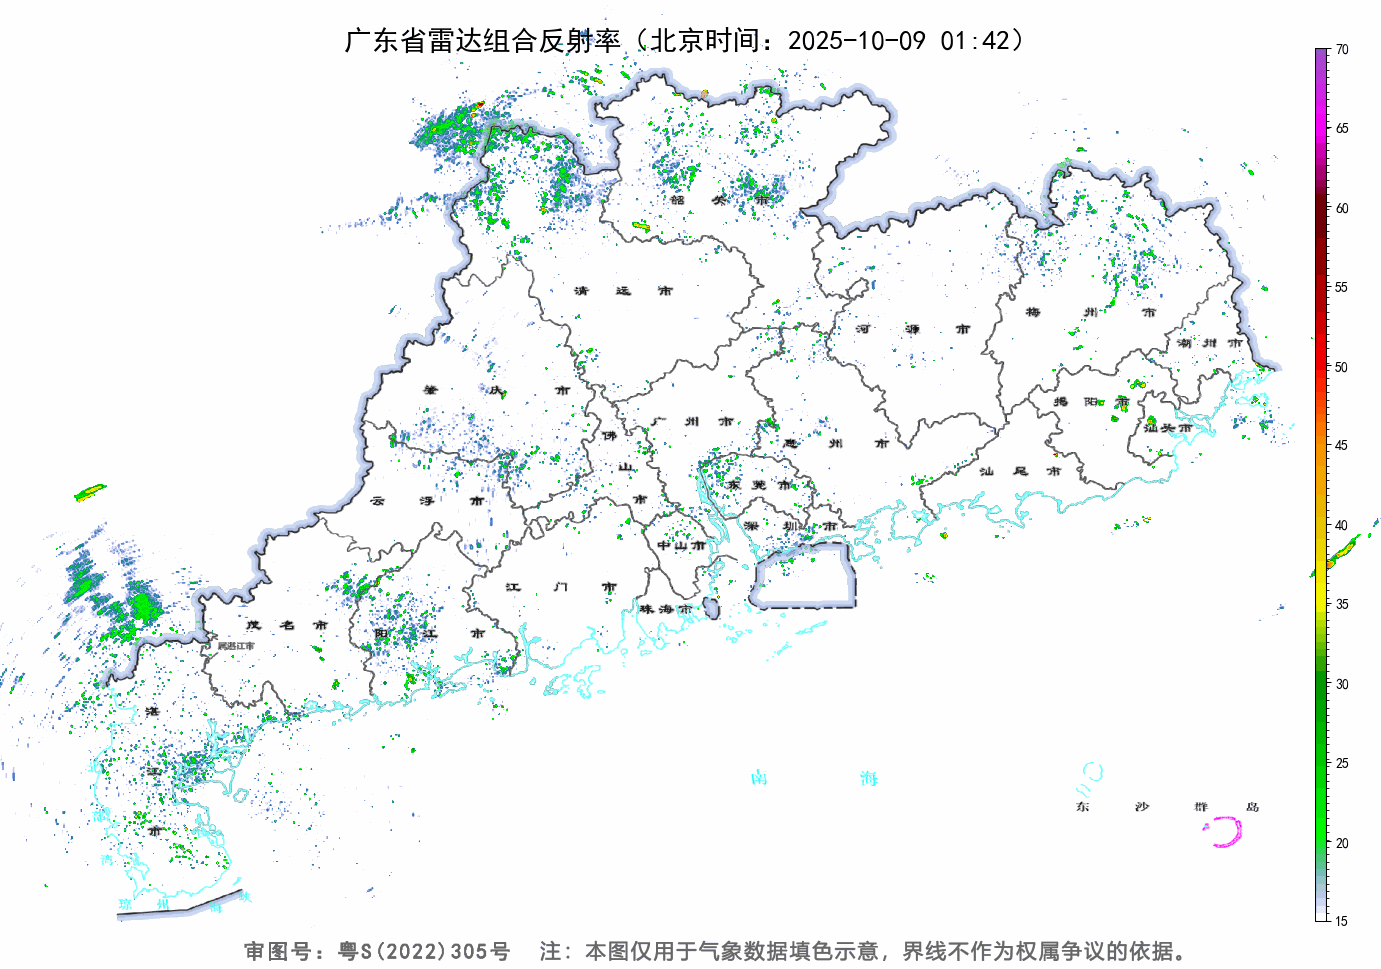 广东省雷达组合反射率（北京时间：2025-10-09 01:42）
70
65
60
55
50
45
40
35
30
25
20
15
韶关市
清远市
河源市
梅州市
潮州市
肇庆市
广州市
佛山市
惠州市
揭阳市
汕头市
汕尾市
云浮市
东莞市
深圳市
中山市
江门市
珠海市
茂名市
阳江市
属湛江市
湛江市
南海
东沙群岛
湾
琼州海峡
审图号：粤S(2022)305号 注：本图仅用于气象数据填色示意，界线不作为权属争议的依据。